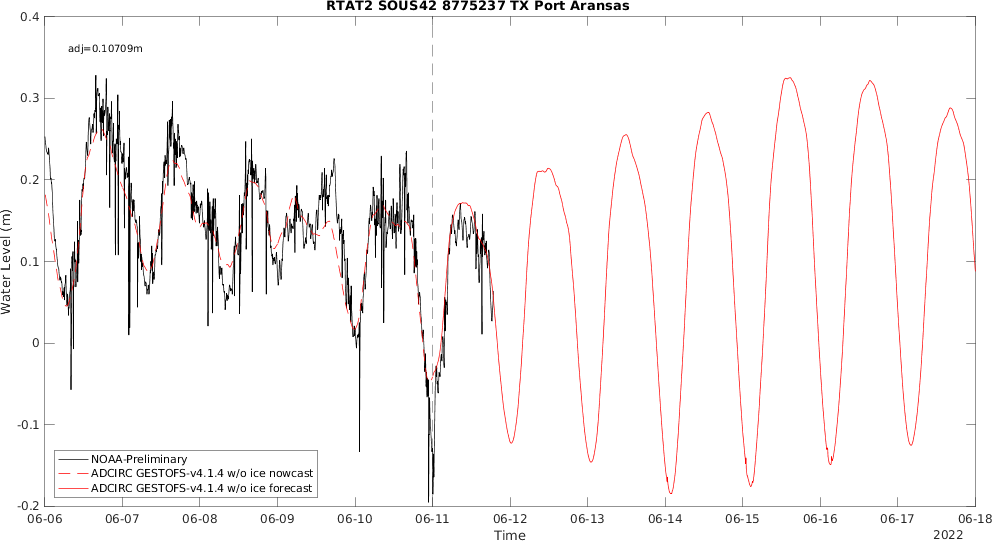 RTAT2 SOUS42 8775237 TX Port Aransas
adj=0.10709m
0.4
0.3
0.2
0.1
0
-0.1
-0.2
Water Level (m)
NOAA-Preliminary
ADCIRC GESTOFS-v4.1.4 w/o ice nowcast
ADCIRC GESTOFS-v4.1.4 w/o ice forecast
06-06 06-07 06-08 06-09 06-10 06-11 06-12 06-13 06-14 06-15 06-16 06-17 06-18
Time
2022